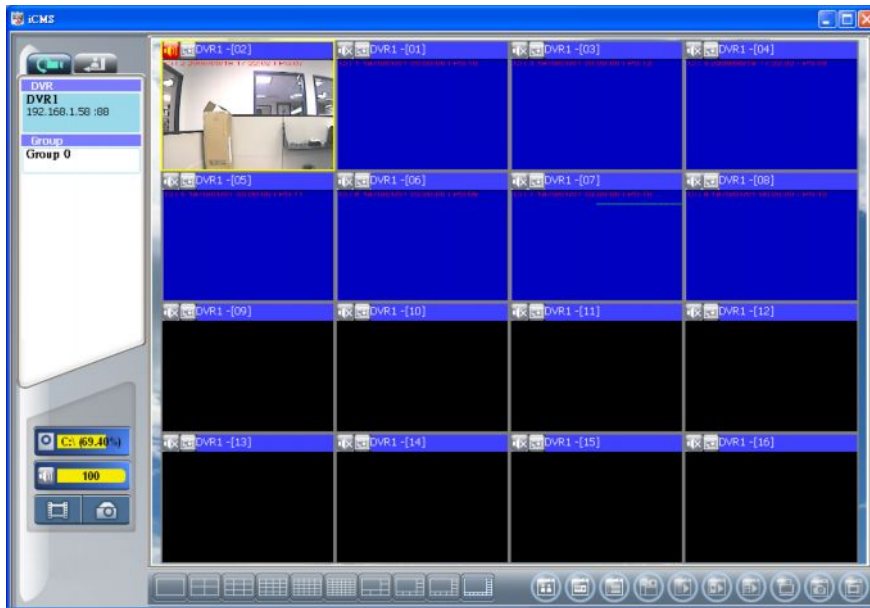 iCMS
DVR1 -[02]
DVR1 -[01]
DVR1 -[03]
DVR1 -[04]
DVR
DVR1
192.168.1.58 :88
Group
Group 0
DVR1 -[05]
DVR1 -[06]
DVR1 -[07]
DVR1 -[08]
DVR1 -[09]
DVR1 -[10]
DVR1 -[11]
DVR1 -[12]
C:\ (69.40%)
DVR1 -[13]
DVR1 -[14]
DVR1 -[15]
DVR1 -[16]
100